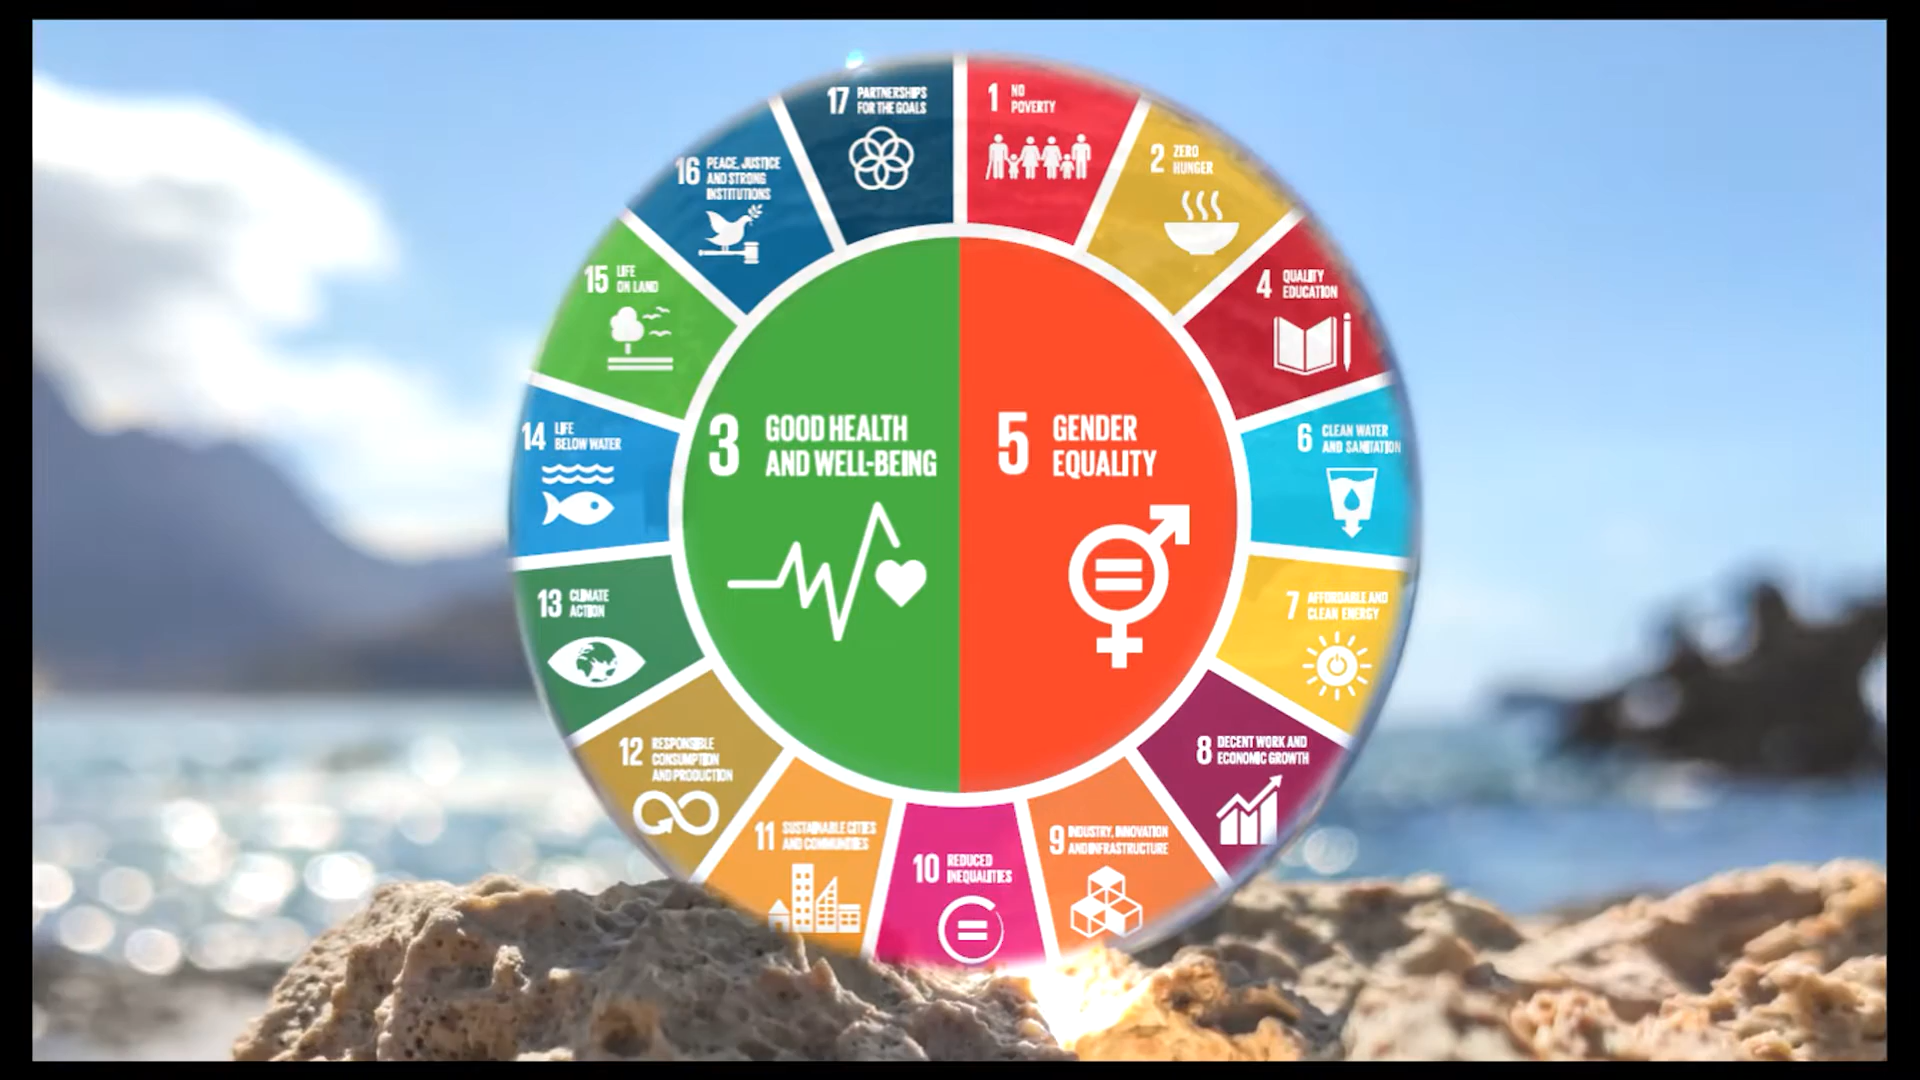 3 GOOD HEALTH
AND WELL-BEING
5 GENDER
EQUALITY
1 NO
POVERTY
2 ZERO
HUNGER
4 QUALITY
EDUCATION
6 CLEAN WATER
AND SANITATION
7 AFFORDABLE AND
CLEAN ENERGY
8 DECENT WORK AND
ECONOMIC GROWTH
9 INDUSTRY, INNOVATION
AND INFRASTRUCTURE
10 REDUCED
INEQUALITIES
11 SUSTAINABLE CITIES
AND COMMUNITIES
12 RESPONSIBLE
CONSUMPTION
AND PRODUCTION
13 CLIMATE
ACTION
14 LIFE
BELOW WATER
15 LIFE
ON LAND
16 PEACE, JUSTICE
AND STRONG
INSTITUTIONS
17 PARTNERSHIPS
FOR THE GOALS